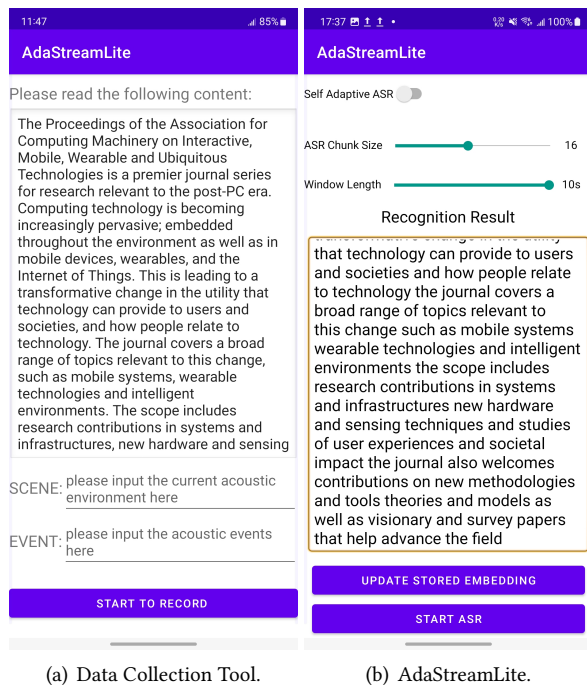 11:47
85%
AdaStreamLite
Please read the following content:
The Proceedings of the Association for
Computing Machinery on Interactive,
Mobile, Wearable and Ubiquitous
Technologies is a premier journal series
for research relevant to the post-PC era.
Computing technology is becoming
increasingly pervasive; embedded
throughout the environment as well as in
mobile devices, wearables, and the
Internet of Things. This is leading to a
transformative change in the utility that
technology can provide to users and
societies, and how people relate to
technology. The journal covers a broad
range of topics relevant to this change,
such as mobile systems, wearable
technologies and intelligent
environments. The scope includes
research contributions in systems and
infrastructures, new hardware and sensing
SCENE: please input the current acoustic
environment here
EVENT: please input the acoustic events
here
START TO RECORD
(a) Data Collection Tool.
17:37
0.20
K/s
100%
AdaStreamLite
Self Adaptive ASR
ASR Chunk Size 16
Window Length 10s
Recognition Result
transformative change in the utility
that technology can provide to users
and societies and how people relate
to technology the journal covers a
broad range of topics relevant to
this change such as mobile systems
wearable technologies and intelligent
environments the scope includes
research contributions in systems
and infrastructures new hardware
and sensing techniques and studies
of user experiences and societal
impact the journal also welcomes
contributions on new methodologies
and tools theories and models as
well as visionary and survey papers
that help advance the field
UPDATE STORED EMBEDDING
START ASR
(b) AdaStreamLite.